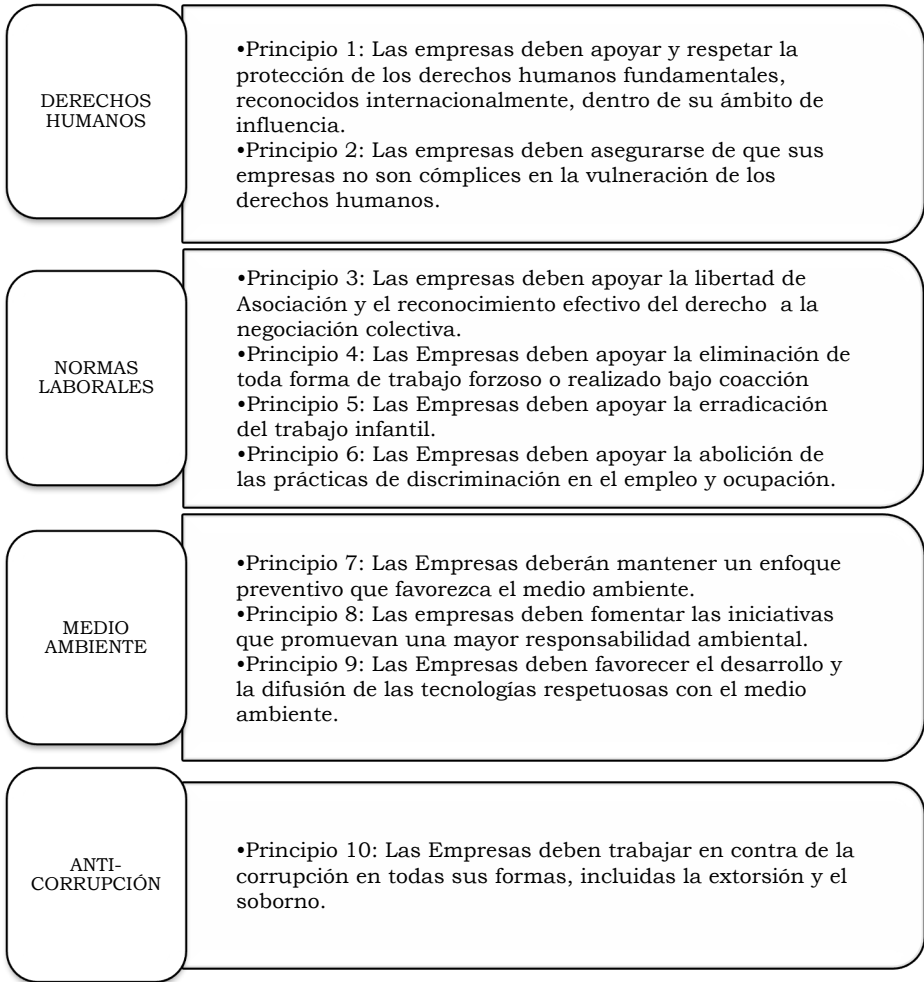 DERECHOS
HUMANOS
•Principio 1: Las empresas deben apoyar y respetar la
protección de los derechos humanos fundamentales,
reconocidos internacionalmente, dentro de su ámbito de
influencia.
•Principio 2: Las empresas deben asegurarse de que sus
empresas no son cómplices en la vulneración de los
derechos humanos.
NORMAS
LABORALES
•Principio 3: Las empresas deben apoyar la libertad de
Asociación y el reconocimiento efectivo del derecho  a la
negociación colectiva.
•Principio 4: Las Empresas deben apoyar la eliminación de
toda forma de trabajo forzoso o realizado bajo coacción
•Principio 5: Las Empresas deben apoyar la erradicación
del trabajo infantil.
•Principio 6: Las Empresas deben apoyar la abolición de
las prácticas de discriminación en el empleo y ocupación.
MEDIO
AMBIENTE
•Principio 7: Las Empresas deberán mantener un enfoque
preventivo que favorezca el medio ambiente.
•Principio 8: Las empresas deben fomentar las iniciativas
que promuevan una mayor responsabilidad ambiental.
•Principio 9: Las Empresas deben favorecer el desarrollo y
la difusión de las tecnologías respetuosas con el medio
ambiente.
ANTI-
CORRUPCIÓN
•Principio 10: Las Empresas deben trabajar en contra de la
corrupción en todas sus formas, incluidas la extorsión y el
soborno.